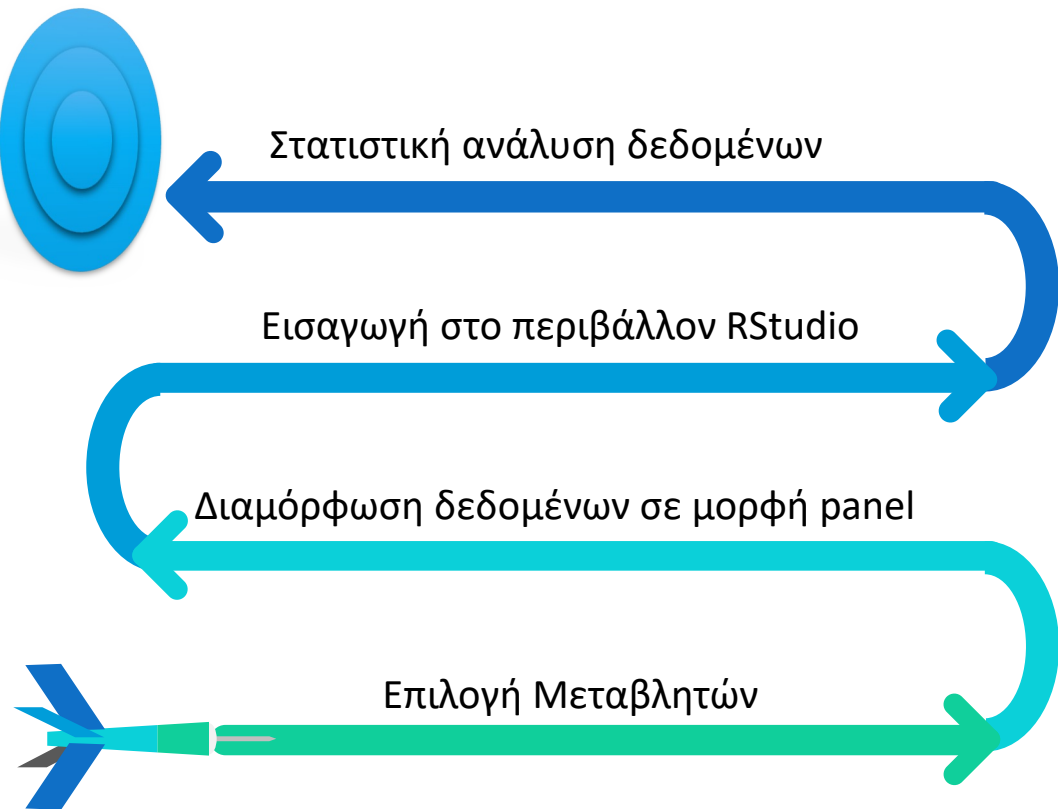 Στατιστική ανάλυση δεδομένων
Εισαγωγή στο περιβάλλον RStudio
Διαμόρφωση δεδομένων σε μορφή panel
Επιλογή Μεταβλητών